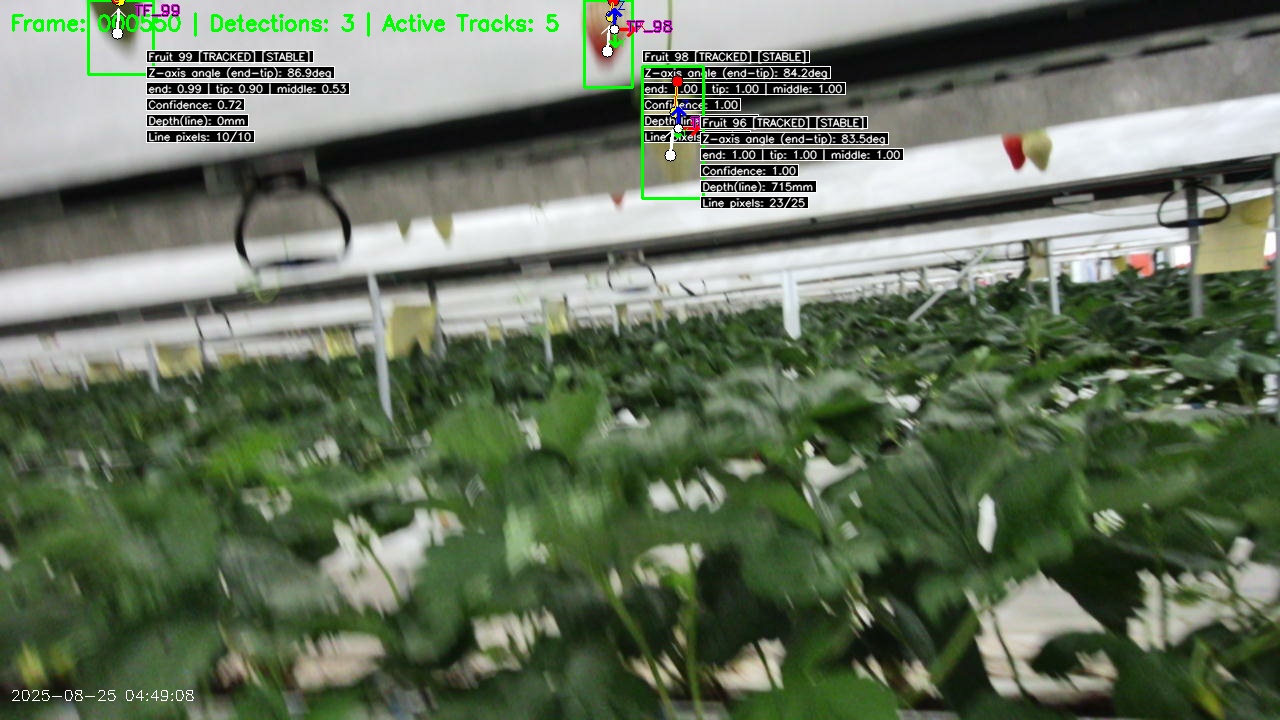 Frame: 000550 | Detections: 3 | Active Tracks: 5
TF_99
TF_98
Fruit 99 [TRACKED] [STABLE]
Z-axis angle (end-tip): 86.9deg
end: 0.99 | tip: 0.90 | middle: 0.53
Confidence: 0.72
Depth(line): 0mm
Line pixels: 10/10
Fruit 98 [TRACKED] [STABLE]
Z-axis angle (end-tip): 84.2deg
end: 1.00 | tip: 1.00 | middle: 1.00
Confidence: 1.00
Depth(line)
Line pixels
Fruit 96 [TRACKED] [STABLE]
Z-axis angle (end-tip): 83.5deg
end: 1.00 | tip: 1.00 | middle: 1.00
Confidence: 1.00
Depth(line): 715mm
Line pixels: 23/25
2025-08-25 04:49:08